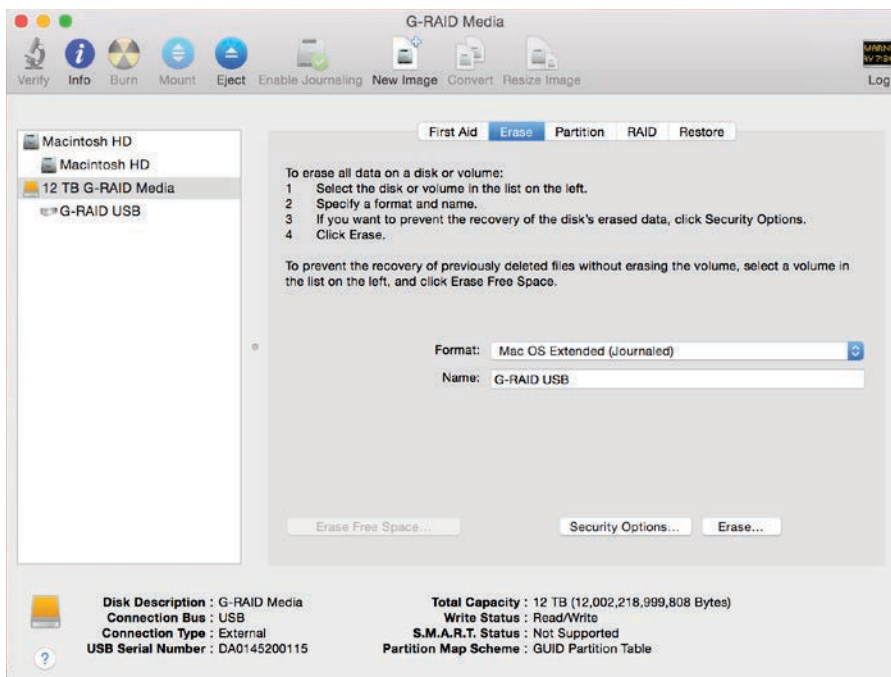 G-RAID Media
Verify Info Burn Mount Eject Enable Journaling New Image Convert Resize Image Log
Macintosh HD
Macintosh HD
12 TB G-RAID Media
G-RAID USB
First Aid Erase Partition RAID Restore
To erase all data on a disk or volume:
1 Select the disk or volume in the list on the left.
2 Specify a format and name.
3 If you want to prevent the recovery of the disk's erased data, click Security Options.
4 Click Erase.
To prevent the recovery of previously deleted files without erasing the volume, select a volume in
the list on the left, and click Erase Free Space.
Format: Mac OS Extended (Journaled)
Name: G-RAID USB
Erase Free Space... Security Options... Erase...
Disk Description : G-RAID Media Total Capacity : 12 TB (12,002,218,999,808 Bytes)
Connection Bus : USB Write Status : Read/Write
Connection Type : External S.M.A.R.T. Status : Not Supported
USB Serial Number : DA0145200115 Partition Map Scheme : GUID Partition Table
?